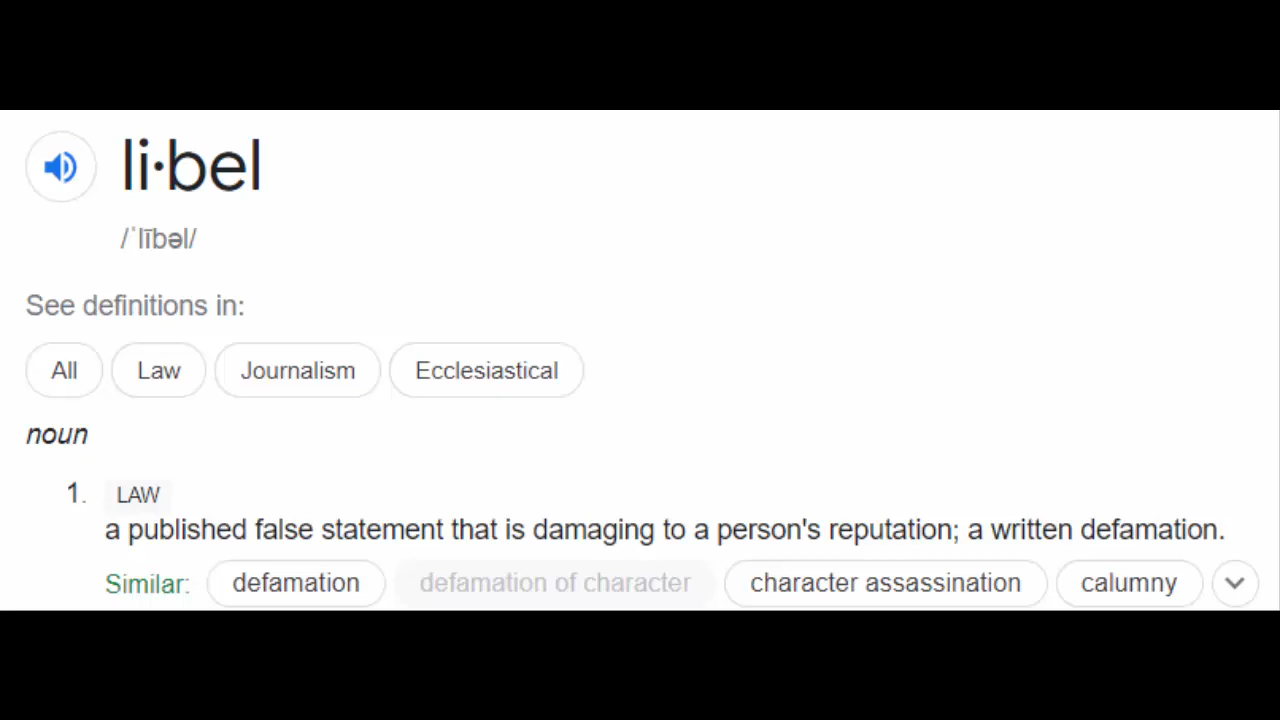 li·bel
/ˈlībəl/
See definitions in:
All Law Journalism Ecclesiastical
noun
1. LAW
a published false statement that is damaging to a person's reputation; a written defamation.
Similar: defamation defamation of character character assassination calumny